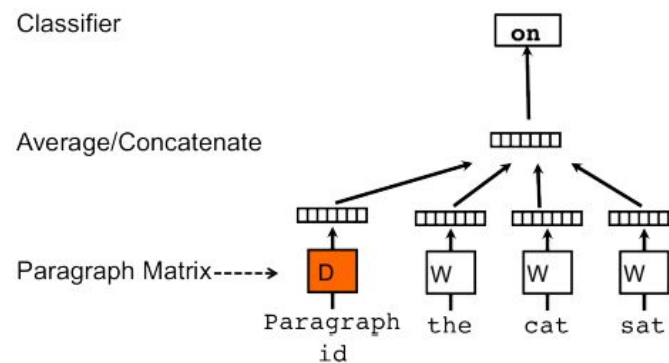 Classifier
on
Average/Concatenate
Paragraph Matrix
D
W
W
W
Paragraph
id
the
cat
sat